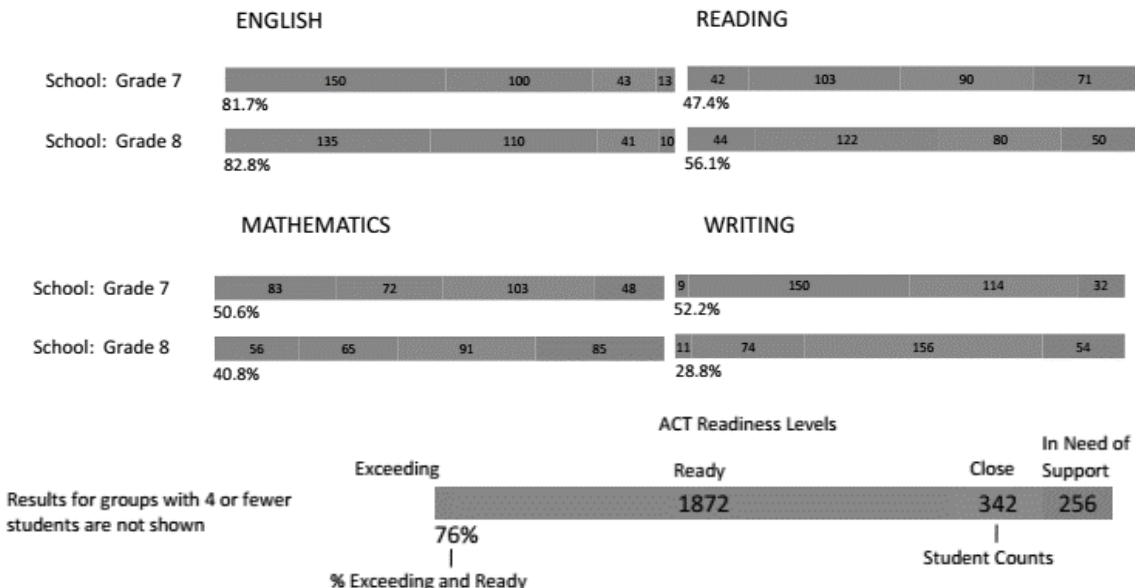 ENGLISH READING
School: Grade 7 150 100 43 13 42 103 90 71
81.7% 47.4%
School: Grade 8 135 110 41 10 44 122 80 50
82.8% 56.1%
MATHEMATICS WRITING
School: Grade 7 83 72 103 48 9 150 114 32
50.6% 52.2%
School: Grade 8 56 65 91 85 11 74 156 54
40.8% 28.8%
ACT Readiness Levels
In Need of
Exceeding Ready Close Support
Results for groups with 4 or fewer
students are not shown
1872 342 256
76%
Student Counts
% Exceeding and Ready